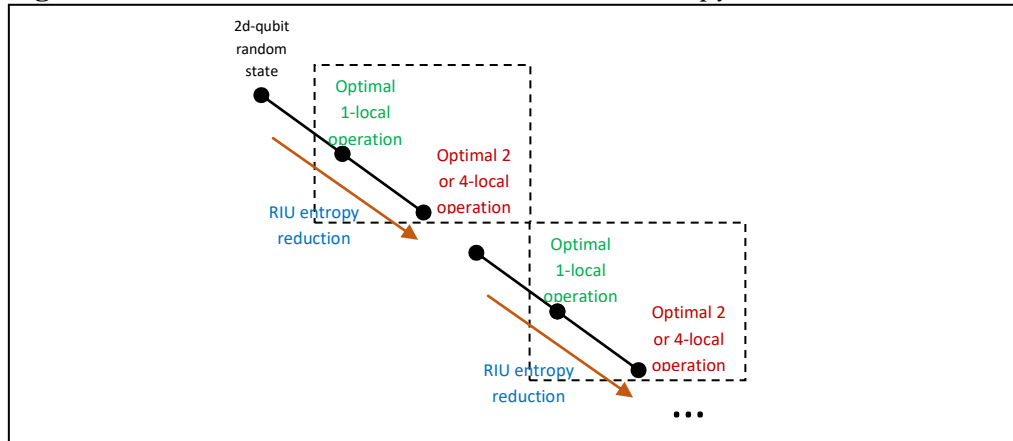 2d-qubit
random
state
Optimal
1-local
operation
Optimal 2
or 4-local
operation
RIU entropy
reduction
Optimal
1-local
operation
Optimal 2
or 4-local
operation
RIU entropy
reduction
...